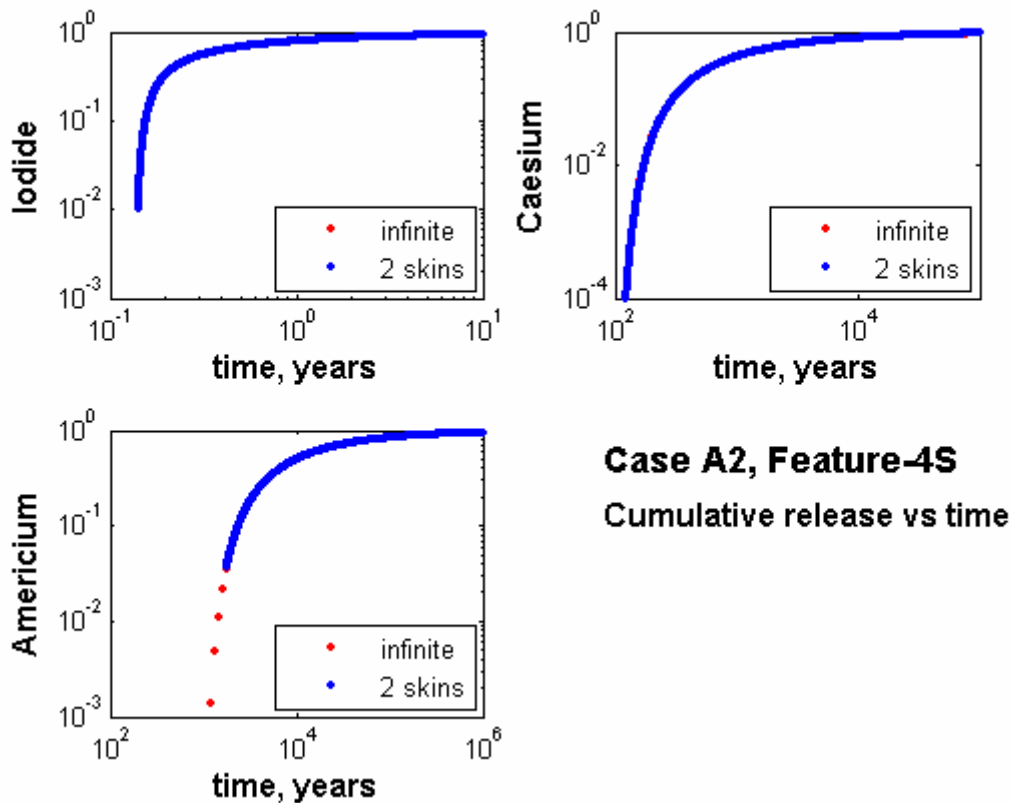 Iodide
10^0
10^-1
10^-2
10^-3
10^-1
10^0
10^1
time, years
infinite
2 skins
Caesium
10^0
10^-2
10^-4
10^2
10^4
time, years
infinite
2 skins
Americium
10^0
10^-1
10^-2
10^-3
10^2
10^4
10^6
time, years
infinite
2 skins
Case A2, Feature-4S
Cumulative release vs time